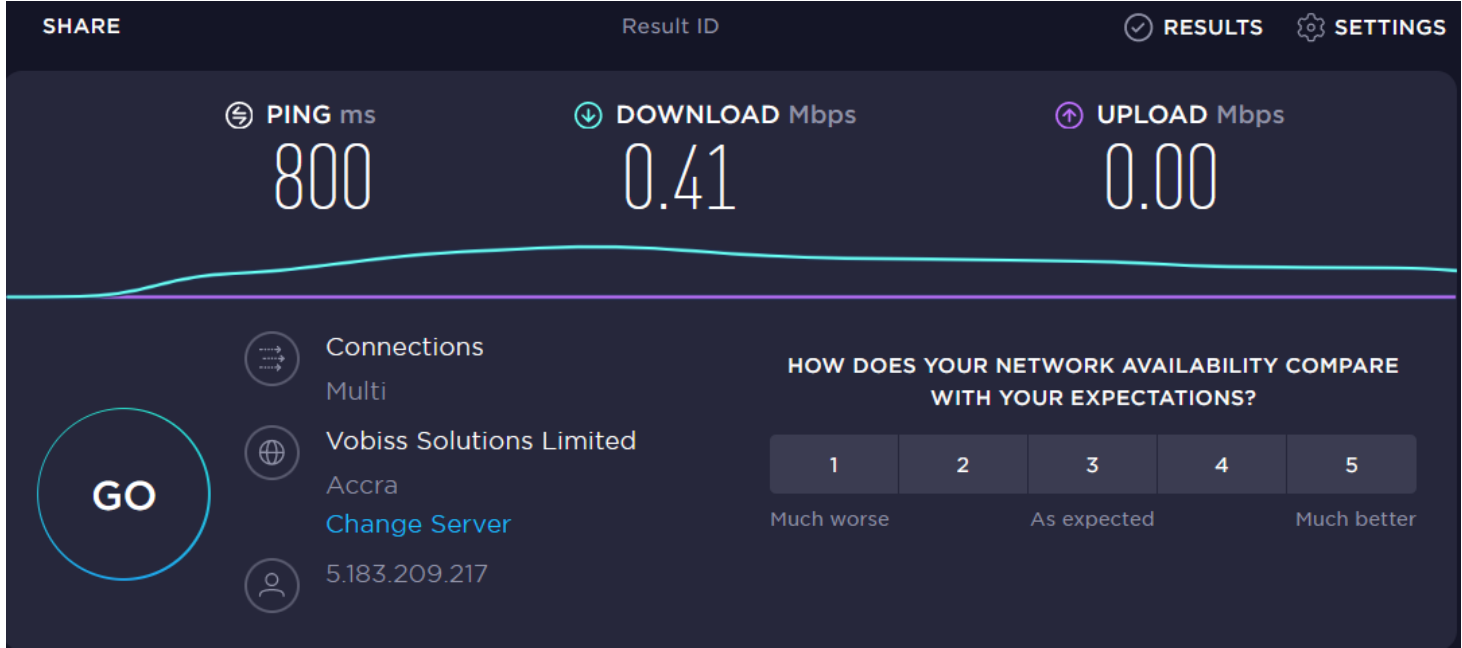 SHARE Result ID RESULTS SETTINGS
PING ms DOWNLOAD Mbps UPLOAD Mbps
800 0.41 0.00
Connections
Multi
Vobiss Solutions Limited
Accra
Change Server
5.183.209.217
GO
HOW DOES YOUR NETWORK AVAILABILITY COMPARE
WITH YOUR EXPECTATIONS?
1 2 3 4 5
Much worse As expected Much better